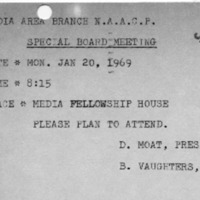 DIA AREA BRANCH N.A.A.C.P.
SPECIAL BOARD MEETING
TE * MON. JAN 20, 1969
ME * 8:15
ACE * MEDIA FELLOWSHIP HOUSE
PLEASE PLAN TO ATTEND.
D. MOAT, PRES
B. VAUGHTERS,